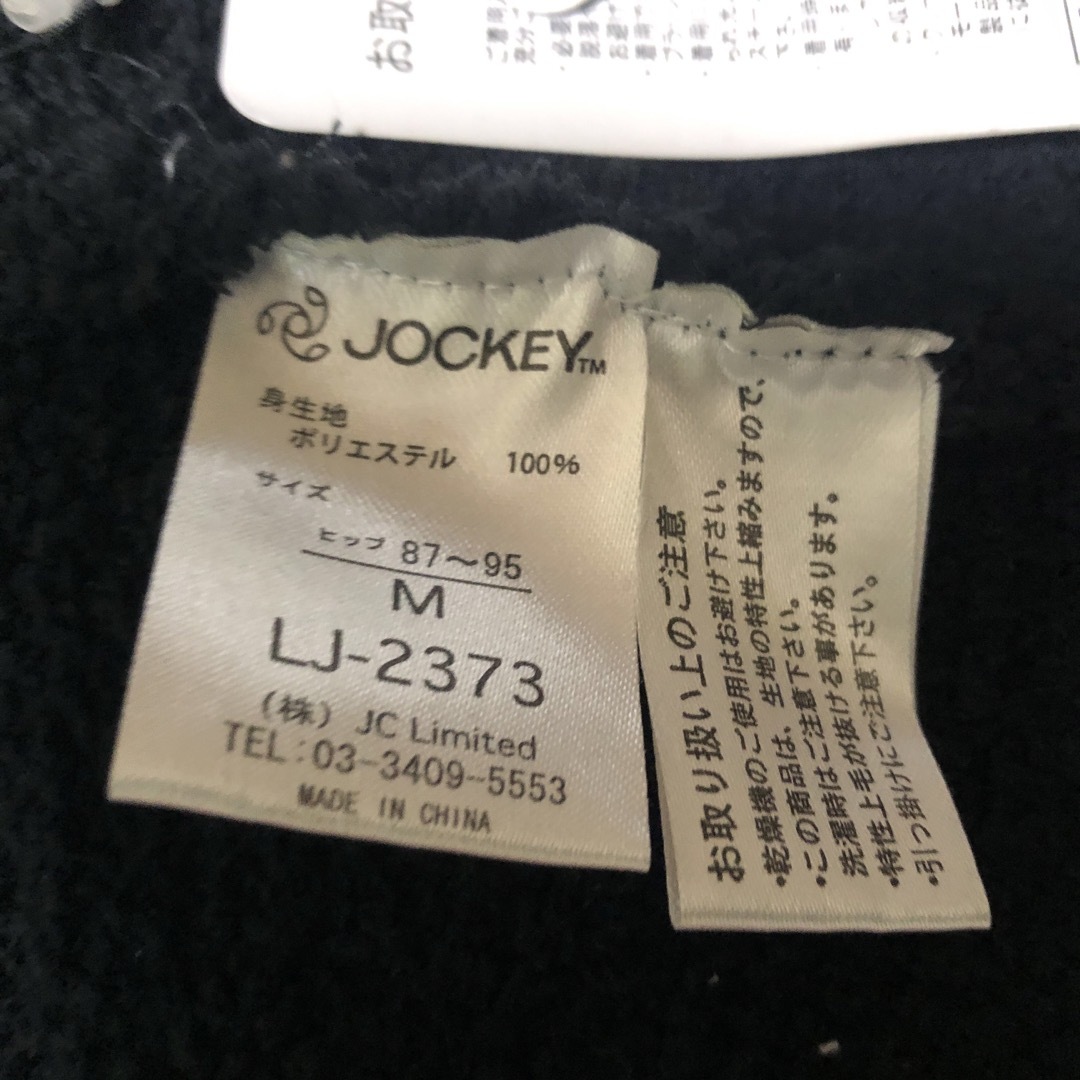 お取
JOCKEY™
身生地
ポリエステル 100%
サイズ
ヒップ 87～95
M
LJ-2373
(株) JC Limited
TEL:03-3409-5553
MADE IN CHINA
お取り扱い上のご注意
・乾燥機のご使用はお避け下さい。
・この商品は、生地の特性上縮みますので、
洗濯時はご注意下さい。
・特性上毛が抜ける事があります。
・引っ掛けにご注意下さい。